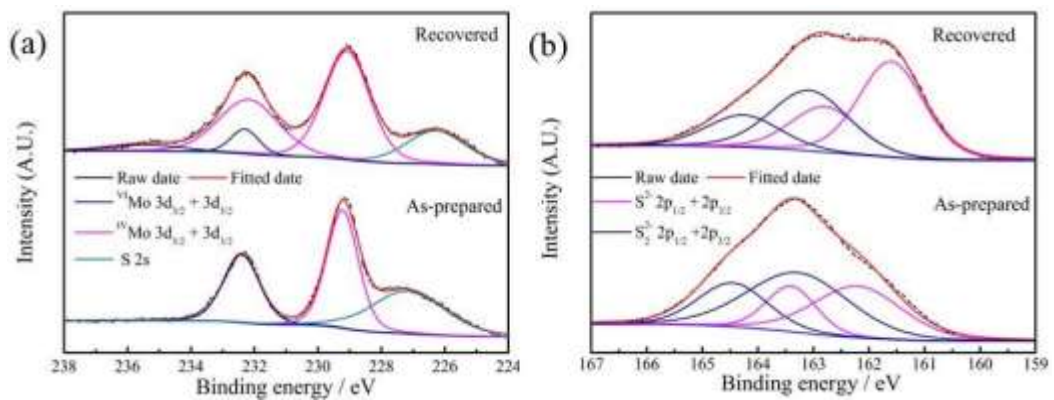 (a)
Recovered
Raw date
Fitted date
As-prepared
ⱽᴵMo 3d₃/₂ + 3d₅/₂
ᴵⱽMo 3d₃/₂ + 3d₅/₂
S 2s
Intensity (A.U.)
238 236 234 232 230 228 226 224
Binding energy / eV
(b)
Recovered
Raw date
Fitted date
As-prepared
S²⁻ 2p₁/₂ + 2p₃/₂
S₂²⁻ 2p₁/₂ +2p₃/₂
Intensity (A.U.)
167 166 165 164 163 162 161 160 159
Binding energy / eV